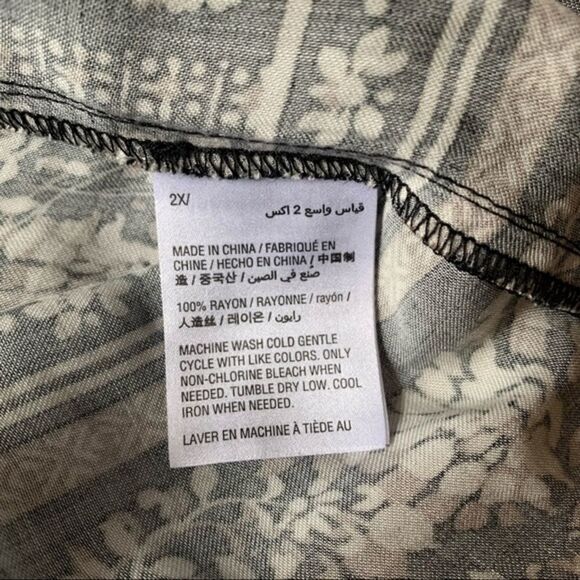 2X/
قياس واسع 2 اكس
MADE IN CHINA / FABRIQUÉ EN
CHINE / HECHO EN CHINA / 中国制
造 / 중국산 / صنع في الصين
100% RAYON / RAYONNE / rayón /
人造丝 / 레이온 / رايون
MACHINE WASH COLD GENTLE
CYCLE WITH LIKE COLORS. ONLY
NON-CHLORINE BLEACH WHEN
NEEDED. TUMBLE DRY LOW. COOL
IRON WHEN NEEDED.
LAVER EN MACHINE À TIÈDE AU